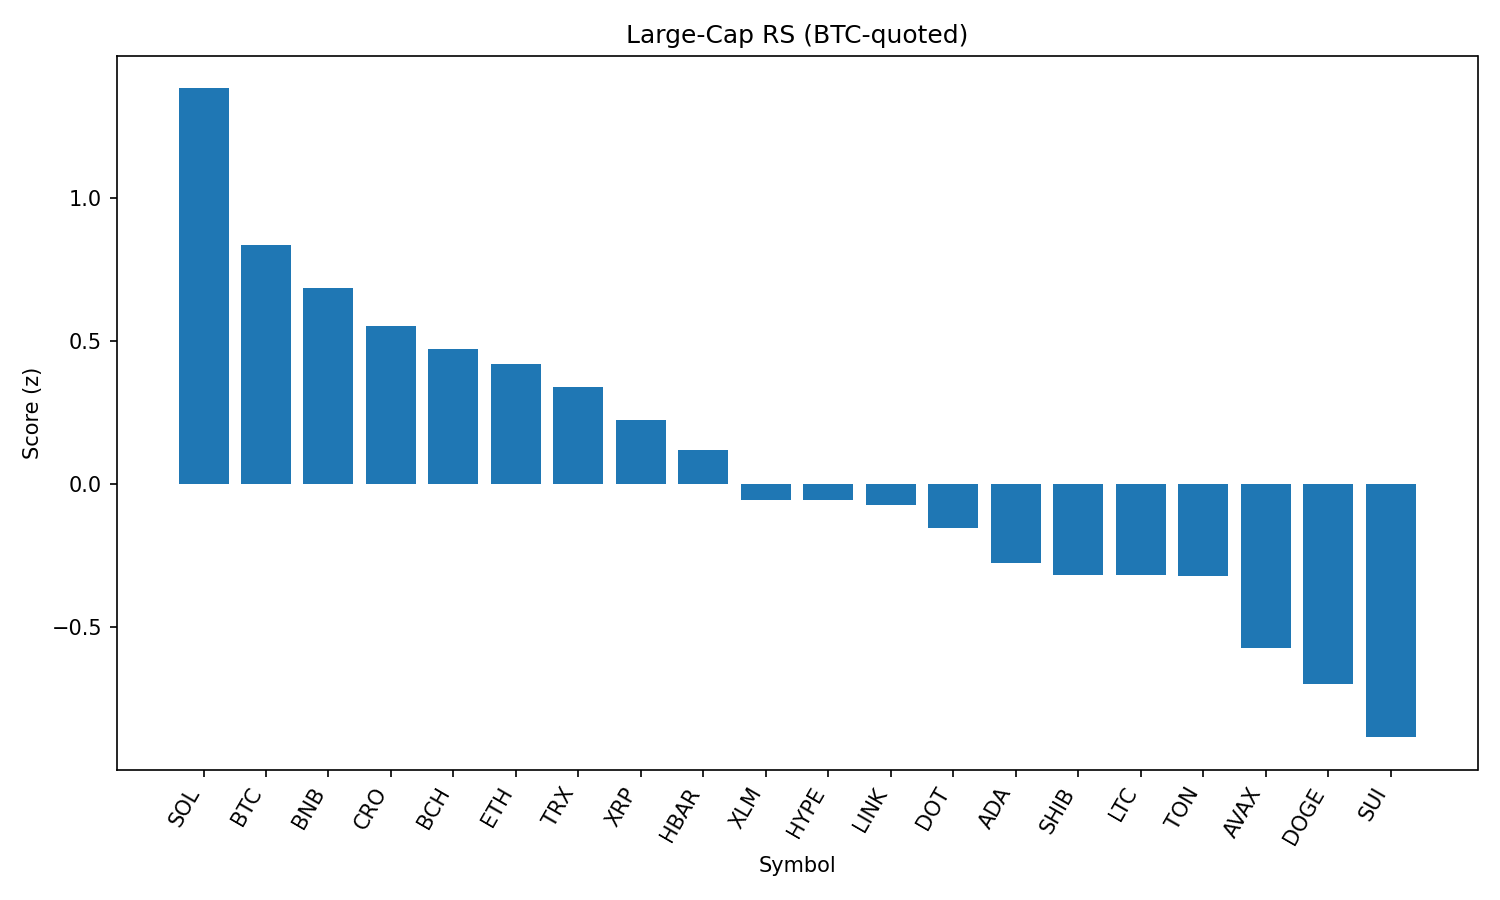 Large-Cap RS (BTC-quoted)
Score (z)
1.0
0.5
0.0
−0.5
SOL
BTC
BNB
CRO
BCH
ETH
TRX
XRP
HBAR
XLM
HYPE
LINK
DOT
ADA
SHIB
LTC
TON
AVAX
DOGE
SUI
Symbol